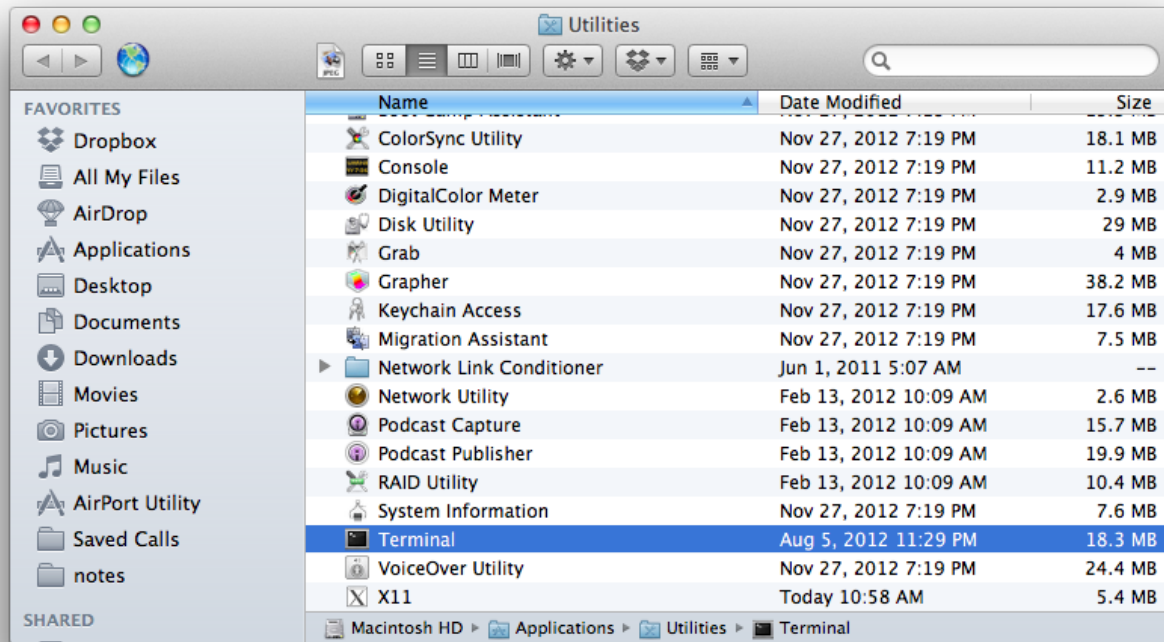 Utilities
JPEG
FAVORITES
Dropbox
All My Files
AirDrop
Applications
Desktop
Documents
Downloads
Movies
Pictures
Music
AirPort Utility
Saved Calls
notes
SHARED
Name Date Modified Size
ColorSync Utility Nov 27, 2012 7:19 PM 18.1 MB
Console Nov 27, 2012 7:19 PM 11.2 MB
DigitalColor Meter Nov 27, 2012 7:19 PM 2.9 MB
Disk Utility Nov 27, 2012 7:19 PM 29 MB
Grab Nov 27, 2012 7:19 PM 4 MB
Grapher Nov 27, 2012 7:19 PM 38.2 MB
Keychain Access Nov 27, 2012 7:19 PM 17.6 MB
Migration Assistant Nov 27, 2012 7:19 PM 7.5 MB
Network Link Conditioner Jun 1, 2011 5:07 AM --
Network Utility Feb 13, 2012 10:09 AM 2.6 MB
Podcast Capture Feb 13, 2012 10:09 AM 15.7 MB
Podcast Publisher Feb 13, 2012 10:09 AM 19.9 MB
RAID Utility Feb 13, 2012 10:09 AM 10.4 MB
System Information Nov 27, 2012 7:19 PM 7.6 MB
Terminal Aug 5, 2012 11:29 PM 18.3 MB
VoiceOver Utility Nov 27, 2012 7:19 PM 24.4 MB
X11 Today 10:58 AM 5.4 MB
Macintosh HD ▸ Applications ▸ Utilities ▸ Terminal